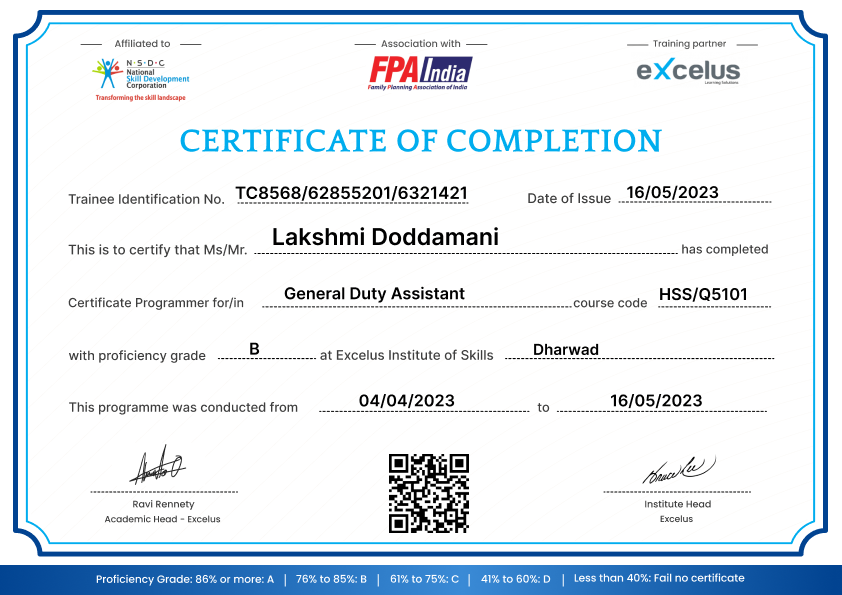 Affiliated to
Association with
Training partner
N·S·D·C
National
Skill Development
Corporation
Transforming the skill landscape
FPA India
Family Planning Association of India
eXcelus
Learning Solutions
CERTIFICATE OF COMPLETION
Trainee Identification No. TC8568/62855201/6321421 Date of Issue 16/05/2023
This is to certify that Ms/Mr. Lakshmi Doddamani has completed
Certificate Programmer for/in General Duty Assistant course code HSS/Q5101
with proficiency grade B at Excelus Institute of Skills Dharwad
This programme was conducted from 04/04/2023 to 16/05/2023
Ravi Rennety
Academic Head - Excelus
Institute Head
Excelus
Proficiency Grade: 86% or more: A | 76% to 85%: B | 61% to 75%: C | 41% to 60%: D | Less than 40%: Fail no certificate